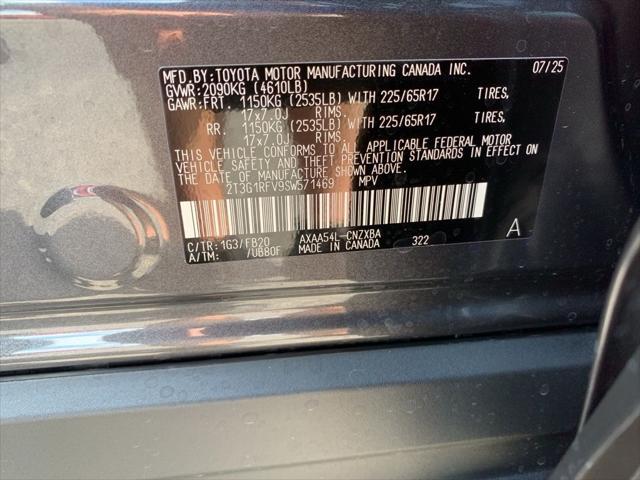 MFD.BY:TOYOTA MOTOR MANUFACTURING CANADA INC. 07/25
GVWR:2090KG (4610LB)
GAWR:FRT. 1150KG (2535LB) WITH 225/65R17 TIRES,
17x7.0J RIMS.
RR. 1150KG (2535LB) WITH 225/65R17 TIRES,
17x7.0J RIMS.
THIS VEHICLE CONFORMS TO ALL APPLICABLE FEDERAL MOTOR
VEHICLE SAFETY AND THEFT PREVENTION STANDARDS IN EFFECT ON
THE DATE OF MANUFACTURE SHOWN ABOVE.
2T3G1RFV9SW571469 MPV
C/TR:1G3/FB20 AXAA54L-CNZXBA 322 A
A/TM: /UB80F MADE IN CANADA